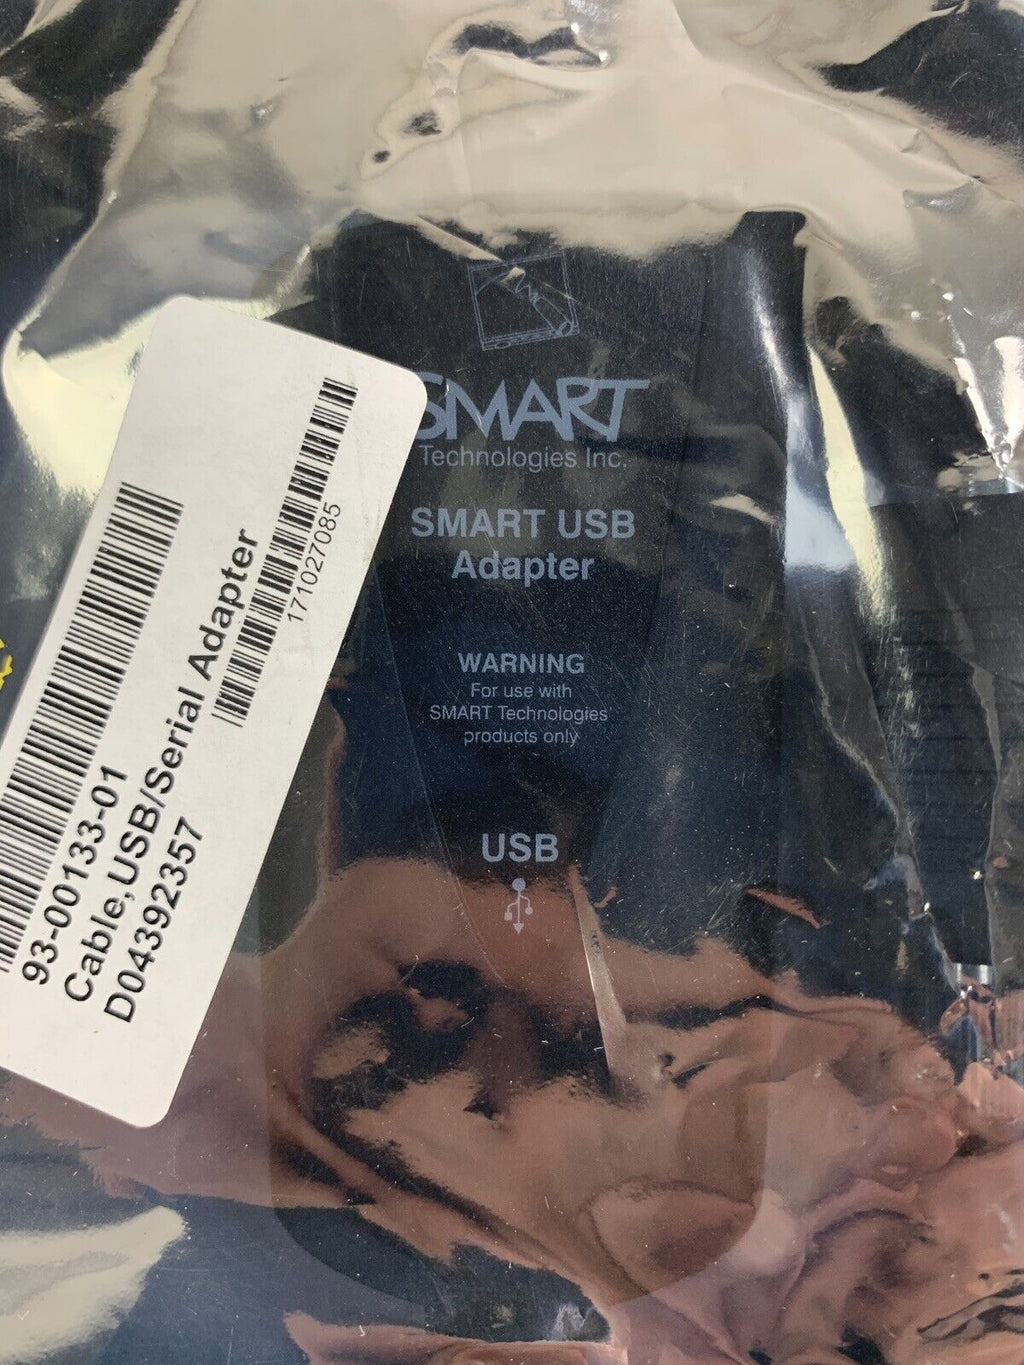 SMART
Technologies Inc.
SMART USB
Adapter
WARNING
For use with
SMART Technologies
products only
USB
93-00133-01
Cable,USB/Serial Adapter
D04392357
171027085